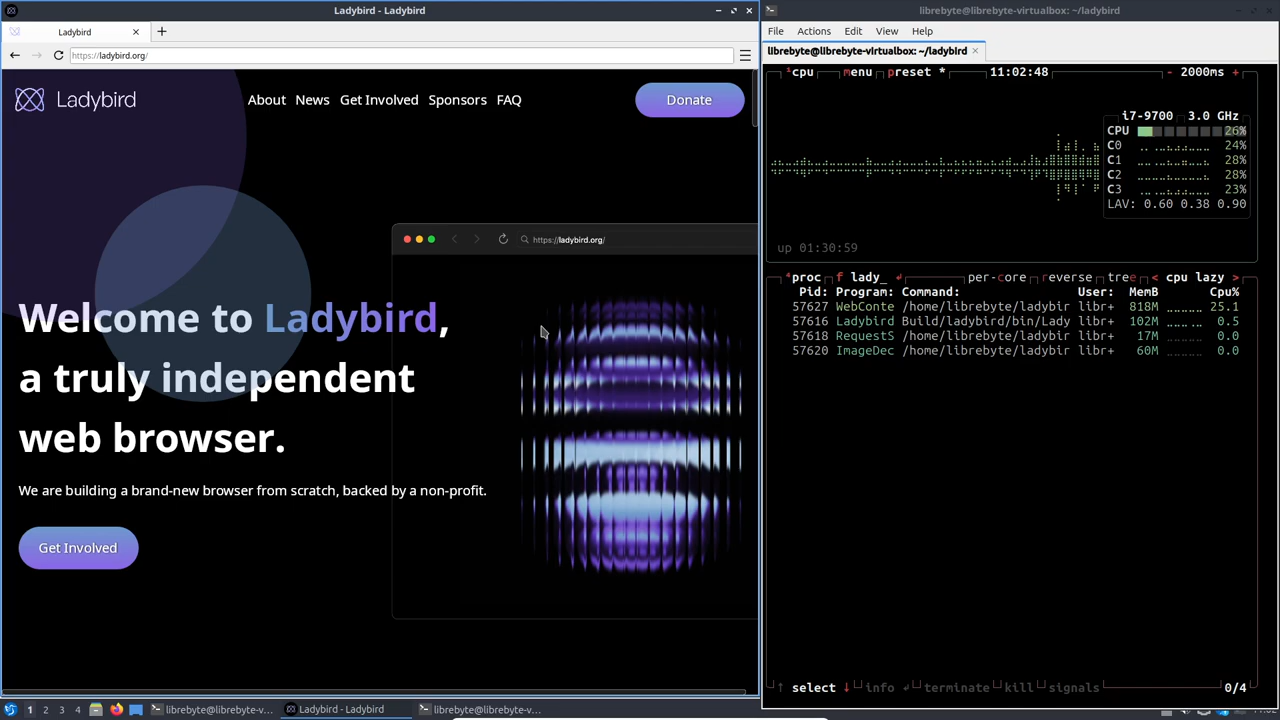 Ladybird - Ladybird
Ladybird
https://ladybird.org/
Ladybird
About News Get Involved Sponsors FAQ
Donate
https://ladybird.org/
Welcome to Ladybird,
a truly independent
web browser.
We are building a brand-new browser from scratch, backed by a non-profit.
Get Involved
librebyte@librebyte-virtualbox: ~/ladybird
File Actions Edit View Help
librebyte@librebyte-virtualbox: ~/ladybird
¹cpu menu preset * 11:02:48 - 2000ms +
i7-9700 3.0 GHz
CPU 26%
C0 24%
C1 28%
C2 28%
C3 23%
LAV: 0.60 0.38 0.90
up 01:30:59
⁴proc f lady_ ↲ per-core reverse tree < cpu lazy >
Pid: Program: Command: User: MemB Cpu%
57627 WebConte /home/librebyte/ladybir libr+ 818M 25.1
57616 Ladybird Build/ladybird/bin/Lady libr+ 102M 0.5
57618 RequestS /home/librebyte/ladybir libr+ 17M 0.0
57620 ImageDec /home/librebyte/ladybir libr+ 60M 0.0
↑ select ↓ info ↲ terminate kill signals 0/4
1 2 3 4 librebyte@librebyte-v... Ladybird - Ladybird librebyte@librebyte-v...